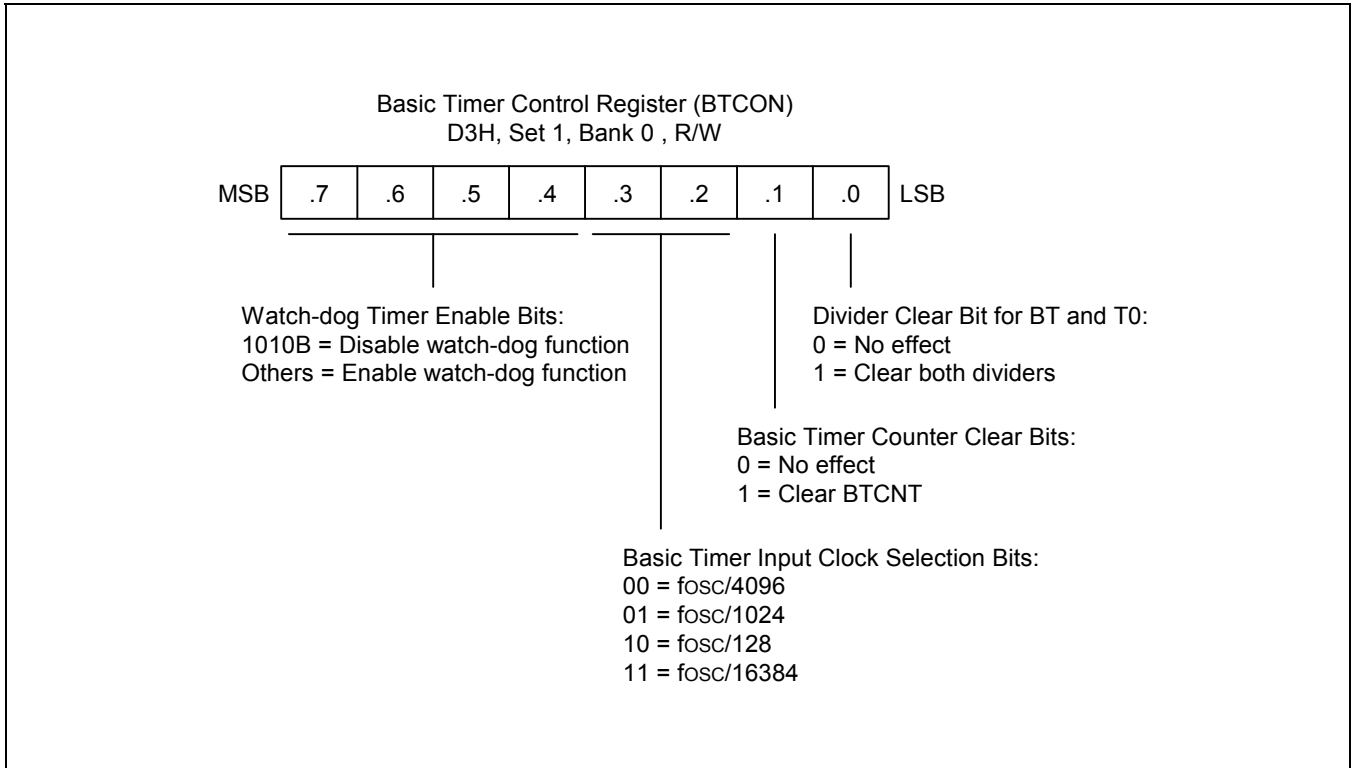 Basic Timer Control Register (BTCON)
D3H, Set 1, Bank 0 , R/W
MSB .7 .6 .5 .4 .3 .2 .1 .0 LSB
Watch-dog Timer Enable Bits:
1010B = Disable watch-dog function
Others = Enable watch-dog function
Divider Clear Bit for BT and T0:
0 = No effect
1 = Clear both dividers
Basic Timer Counter Clear Bits:
0 = No effect
1 = Clear BTCNT
Basic Timer Input Clock Selection Bits:
00 = fosc/4096
01 = fosc/1024
10 = fosc/128
11 = fosc/16384